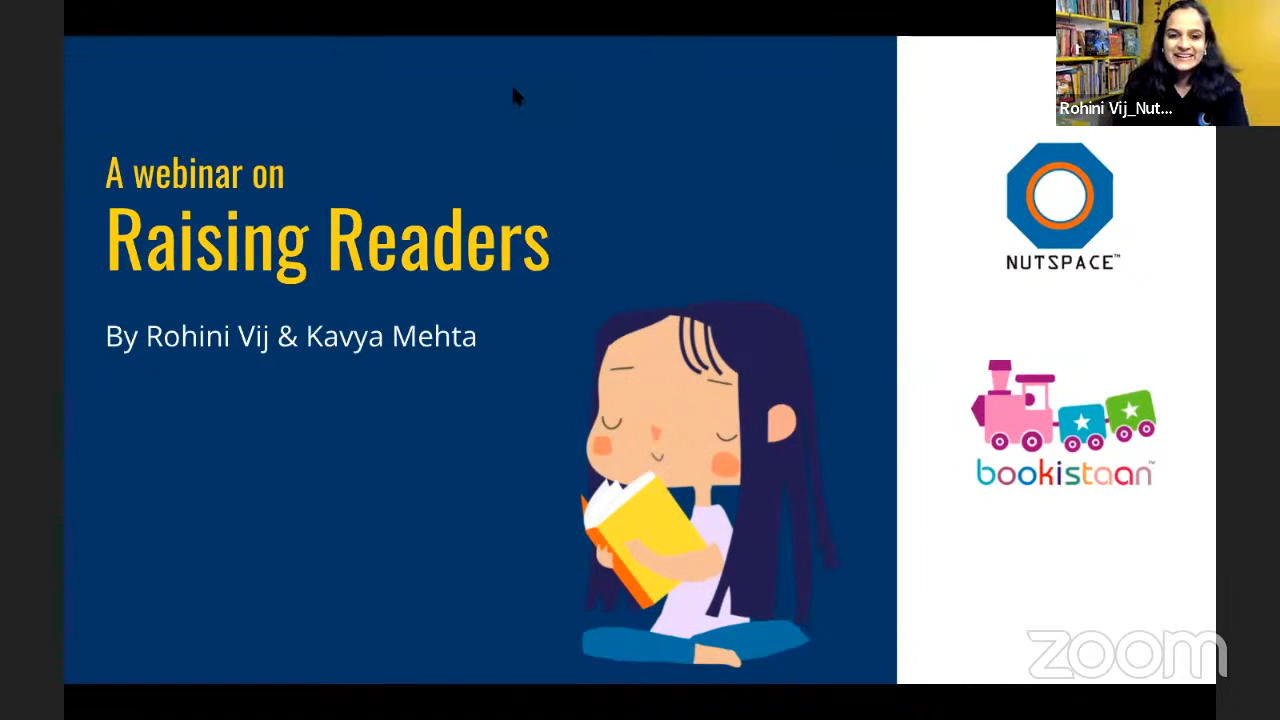 A webinar on
Raising Readers
By Rohini Vij & Kavya Mehta
Rohini Vij_Nut...
NUTSPACE™
bookistaan™
zoom